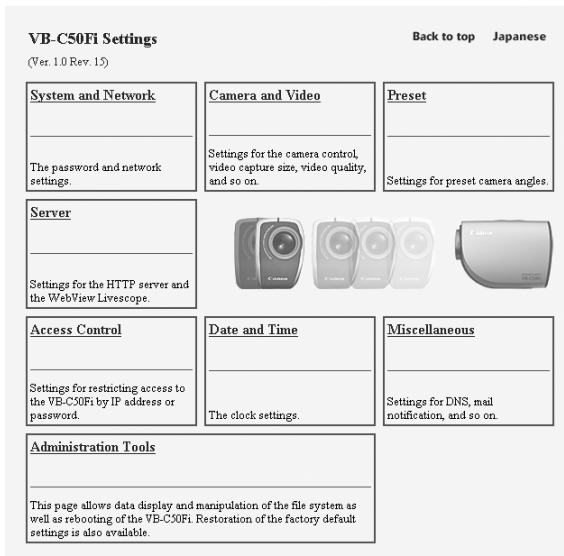 VB-C50Fi Settings
Back to top Japanese
(Ver. 1.0 Rev. 15)
System and Network
The password and network
settings.
Camera and Video
Settings for the camera control,
video capture size, video quality,
and so on.
Preset
Settings for preset camera angles.
Server
Settings for the HTTP server and
the WebView Livescope.
Access Control
Settings for restricting access to
the VB-C50Fi by IP address or
password.
Date and Time
The clock settings.
Miscellaneous
Settings for DNS, mail
notification, and so on.
Administration Tools
This page allows data display and manipulation of the file system as
well as rebooting of the VB-C50Fi. Restoration of the factory default
settings is also available.